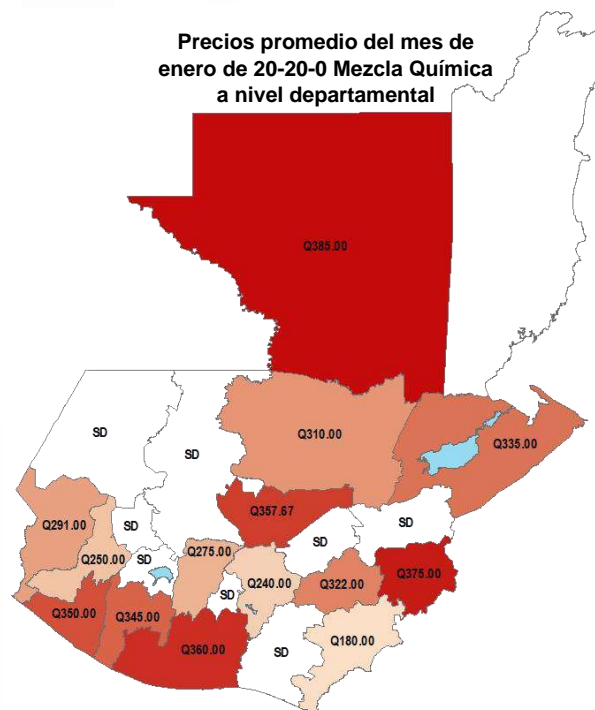 Precios promedio del mes de
enero de 20-20-0 Mezcla Química
a nivel departamental
Q385.00
SD
SD
Q310.00
Q335.00
Q291.00
SD
Q357.67
SD
SD
Q250.00
SD
Q275.00
Q240.00
Q322.00
Q375.00
SD
Q350.00
Q345.00
Q360.00
SD
Q180.00